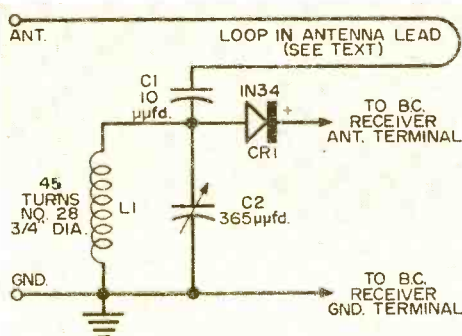 ANT.
LOOP IN ANTENNA LEAD
(SEE TEXT)
C1
10
µµfd.
IN34
+
CR1
TO B.C.
RECEIVER
ANT. TERMINAL
45
TURNS
NO. 28
3/4" DIA.
L1
C2
365µµfd.
GND.
TO B.C.
RECEIVER
GND. TERMINAL